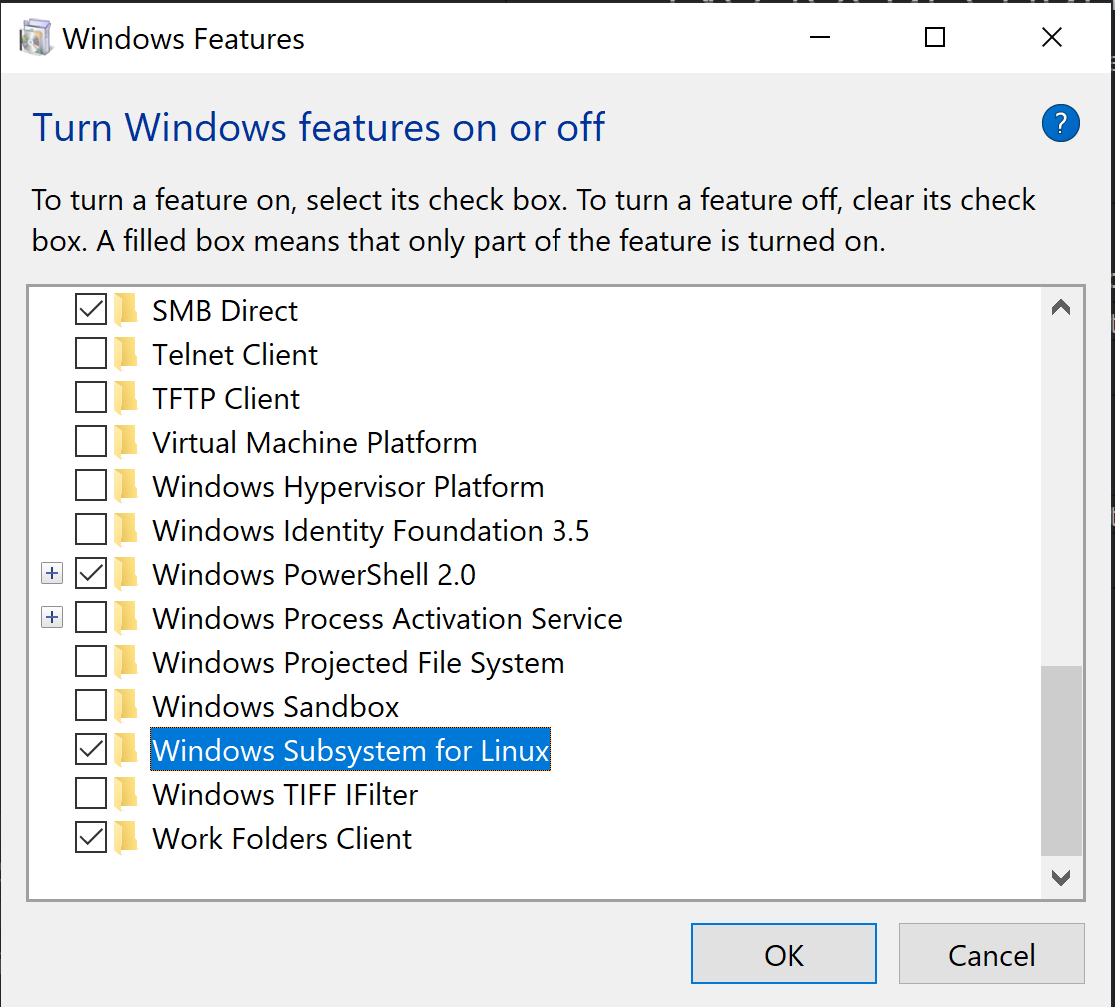 Windows Features
Turn Windows features on or off
?
To turn a feature on, select its check box. To turn a feature off, clear its check
box. A filled box means that only part of the feature is turned on.
SMB Direct
Telnet Client
TFTP Client
Virtual Machine Platform
Windows Hypervisor Platform
Windows Identity Foundation 3.5
Windows PowerShell 2.0
Windows Process Activation Service
Windows Projected File System
Windows Sandbox
Windows Subsystem for Linux
Windows TIFF IFilter
Work Folders Client
OK
Cancel